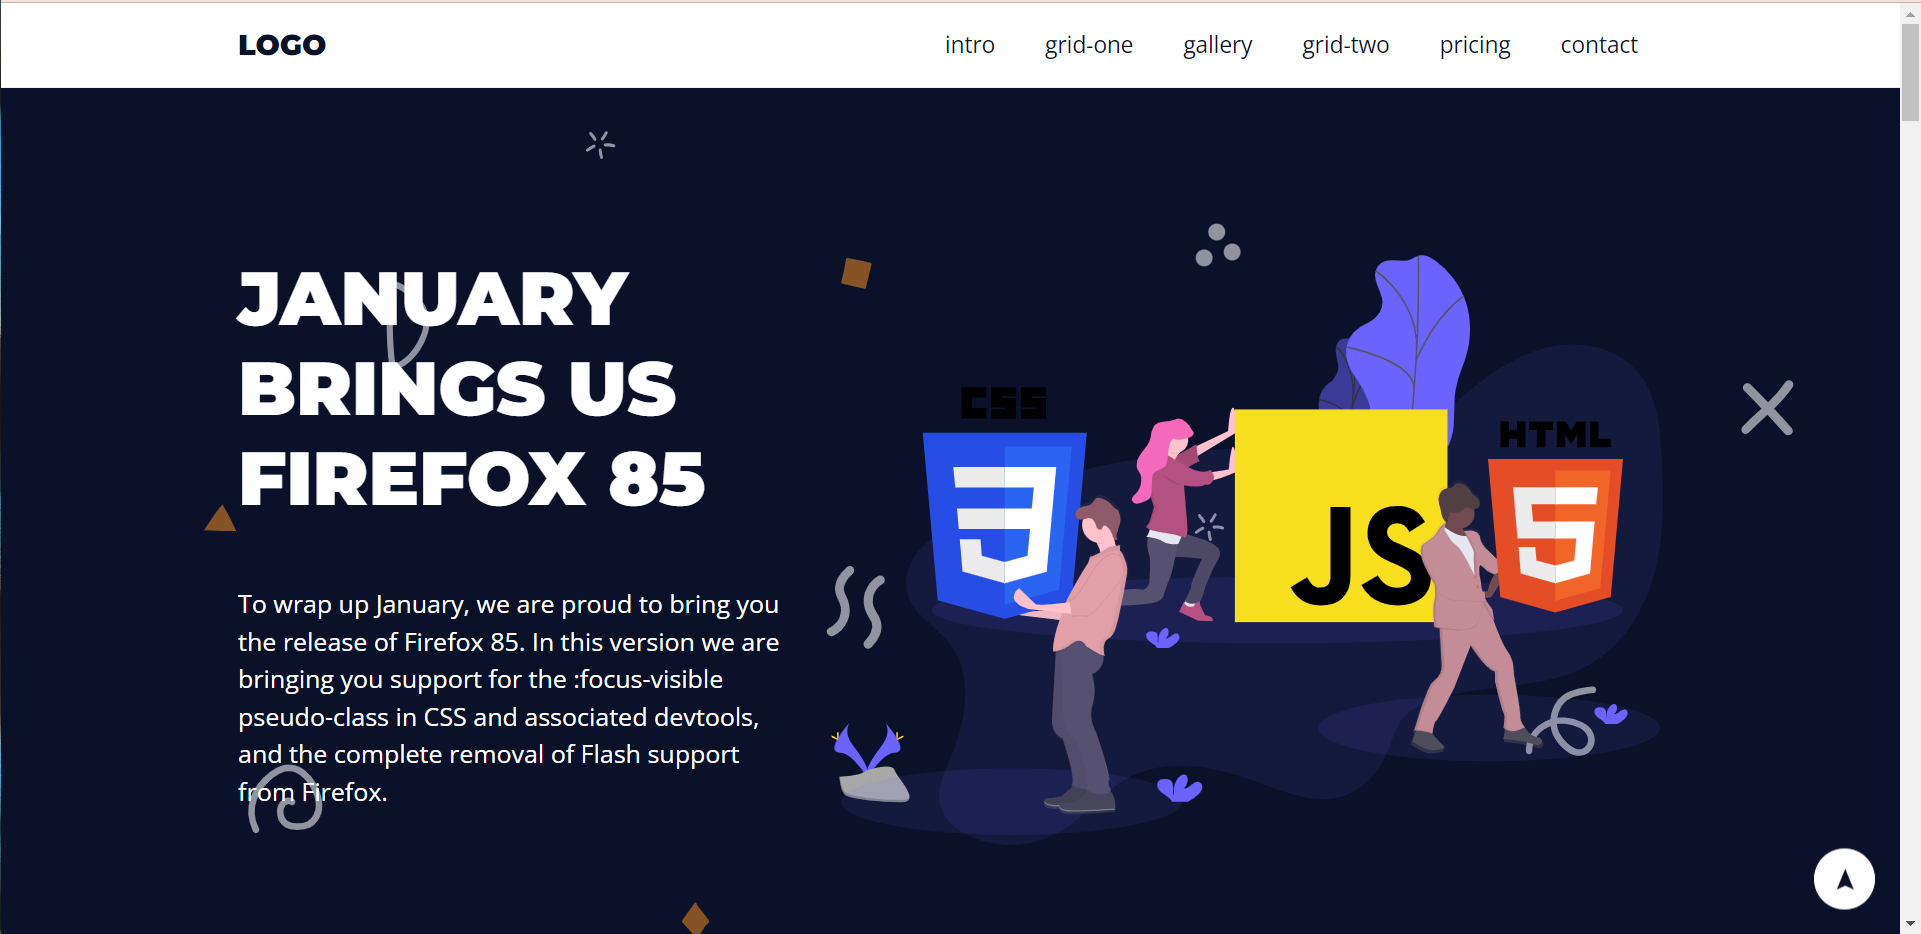 LOGO
intro grid-one gallery grid-two pricing contact
JANUARY
BRINGS US
FIREFOX 85
To wrap up January, we are proud to bring you
the release of Firefox 85. In this version we are
bringing you support for the :focus-visible
pseudo-class in CSS and associated devtools,
and the complete removal of Flash support
from Firefox.
CSS
3
JS
HTML
5